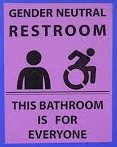 GENDER NEUTRAL
RESTROOM
THIS BATHROOM
IS FOR
EVERYONE